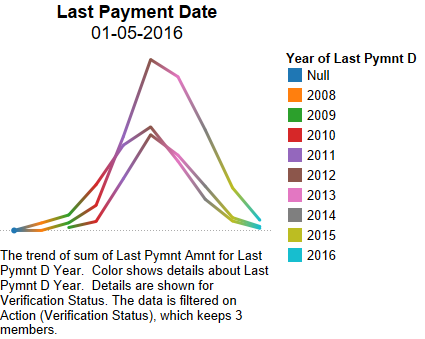 Last Payment Date
01-05-2016
Year of Last Pymnt D
Null
2008
2009
2010
2011
2012
2013
2014
2015
2016
The trend of sum of Last Pymnt Amnt for Last
Pymnt D Year.  Color shows details about Last
Pymnt D Year.  Details are shown for
Verification Status. The data is filtered on
Action (Verification Status), which keeps 3
members.